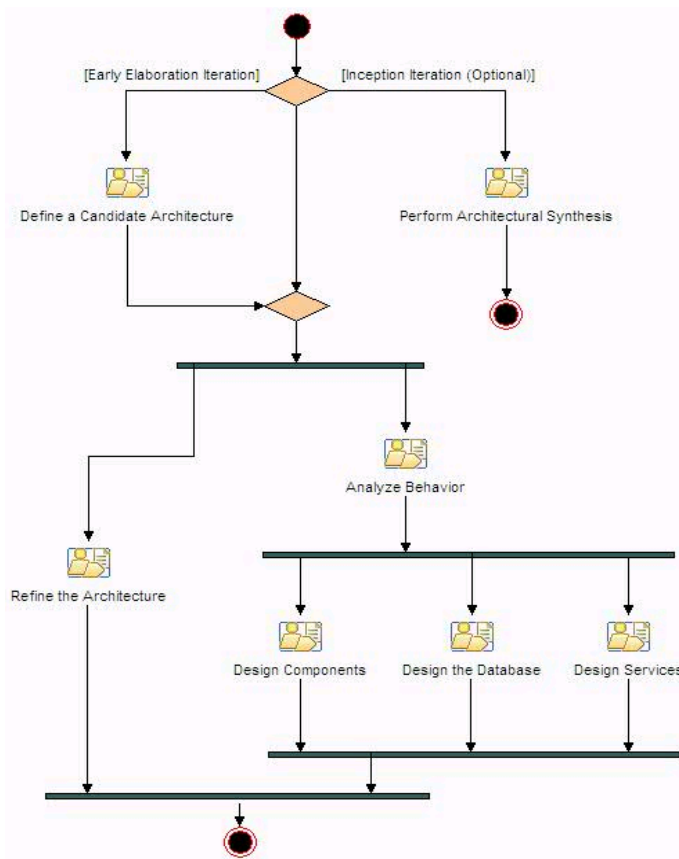 [Early Elaboration Iteration]
[Inception Iteration (Optional)]
Define a Candidate Architecture
Perform Architectural Synthesis
Analyze Behavior
Refine the Architecture
Design Components
Design the Database
Design Services